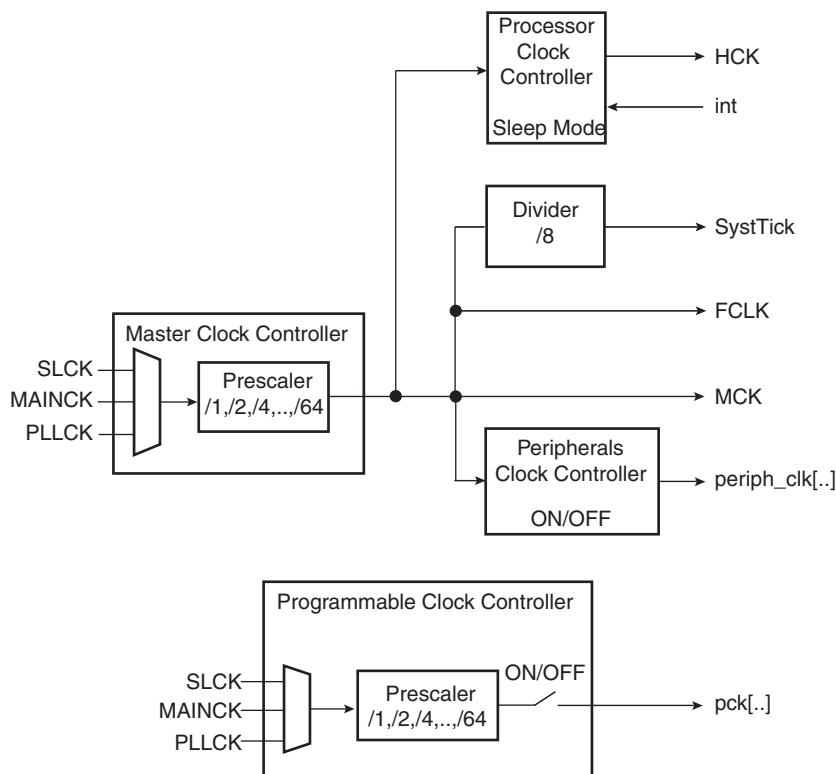 Processor
Clock
Controller
Sleep Mode
HCK
int
Divider
/8
SystTick
FCLK
Master Clock Controller
SLCK
MAINCK
PLLCK
Prescaler
/1,/2,/4,..,/64
MCK
Peripherals
Clock Controller
ON/OFF
periph_clk[..]
Programmable Clock Controller
SLCK
MAINCK
PLLCK
Prescaler
/1,/2,/4,..,/64
ON/OFF
pck[..]